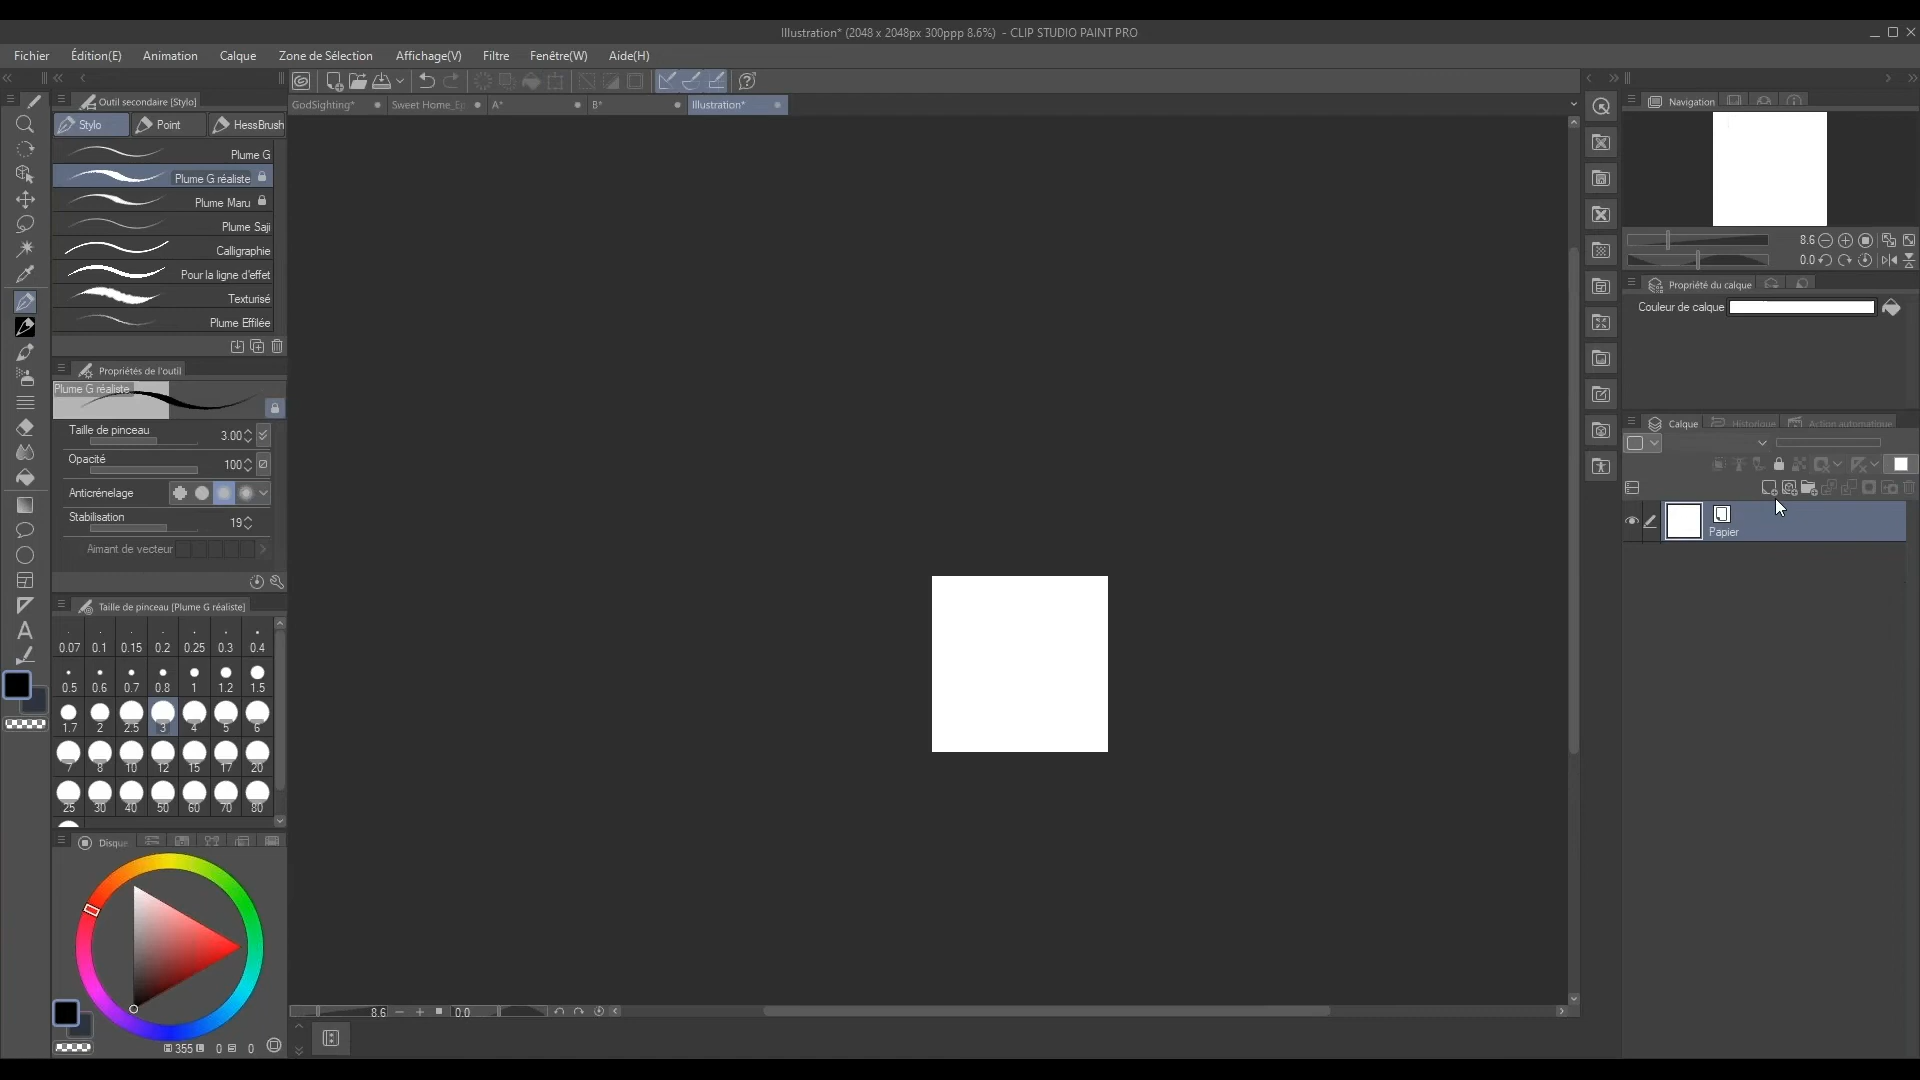 Illustration* (2048 x 2048px 300ppp 8.6%) - CLIP STUDIO PAINT PRO
Fichier Édition(E) Animation Calque Zone de Sélection Affichage(V) Filtre Fenêtre(W) Aide(H)
GodSighting* Sweet Home_Ep A* B* Illustration*
Outil secondaire [Stylo]
Stylo Point HessBrush
Plume G
Plume G réaliste
Plume Maru
Plume Saji
Calligraphie
Pour la ligne d'effet
Texturisé
Plume Effilée
Propriétés de l'outil
Plume G réaliste
Taille de pinceau 3.00
Opacité 100
Anticrénelage
Stabilisation 19
Aimant de vecteur
Taille de pinceau [Plume G réaliste]
0.07 0.1 0.15 0.2 0.25 0.3 0.4
0.5 0.6 0.7 0.8 1 1.2 1.5
1.7 2 2.5 3 4 5 6
7 8 10 12 15 17 20
25 30 40 50 60 70 80
Disque
355 0 0
8.6 0.0
Navigation
8.6
0.0
Propriété du calque
Couleur de calque
Calque Historique Action automatique
Papier